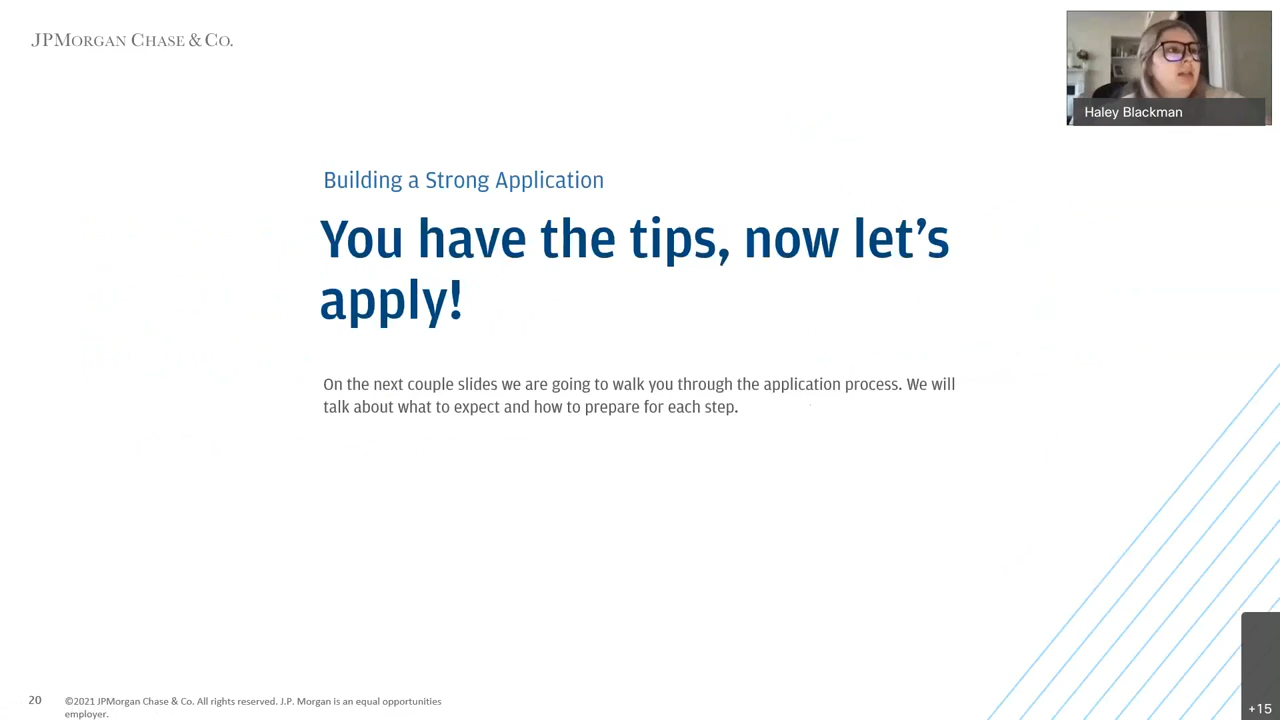 JPMORGAN CHASE & CO.
Haley Blackman
Building a Strong Application
You have the tips, now let’s
apply!
On the next couple slides we are going to walk you through the application process. We will
talk about what to expect and how to prepare for each step.
20
©2021 JPMorgan Chase & Co. All rights reserved. J.P. Morgan is an equal opportunities
employer.
+15